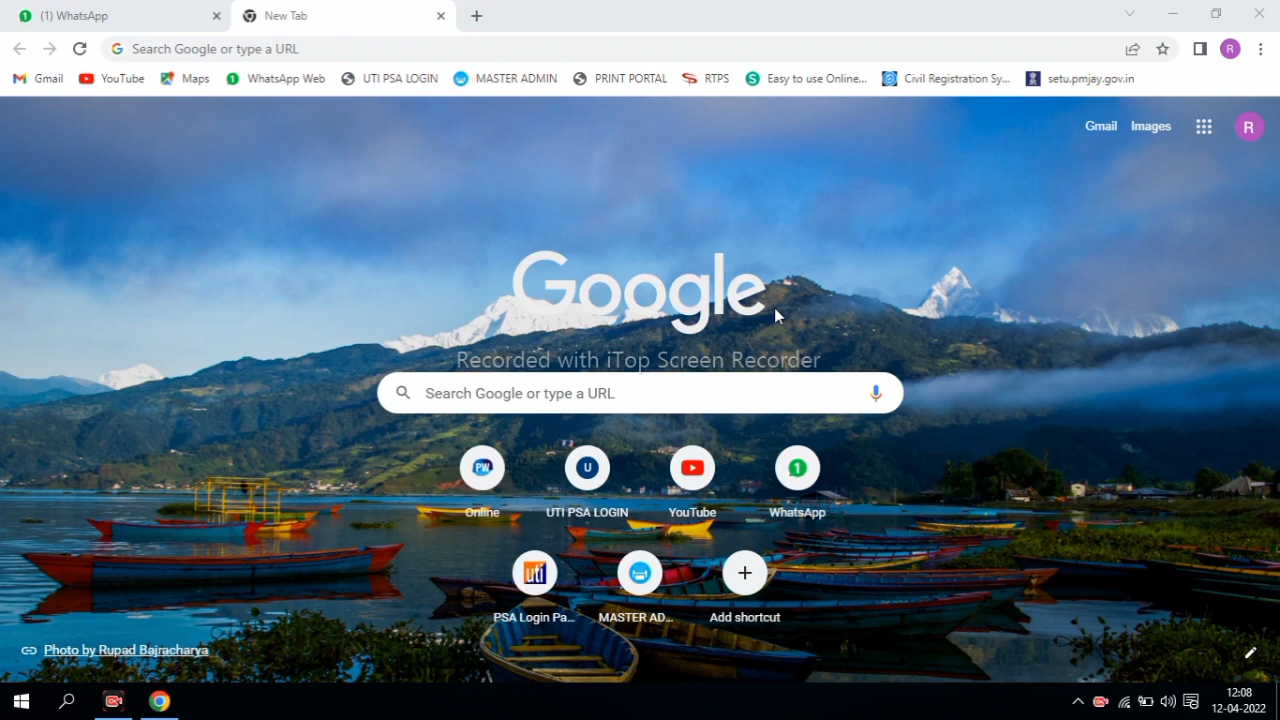 (1) WhatsApp
New Tab
Search Google or type a URL
R
Gmail
YouTube
Maps
WhatsApp Web
UTI PSA LOGIN
MASTER ADMIN
PRINT PORTAL
RTPS
Easy to use Online...
Civil Registration Sy...
setu.pmjay.gov.in
Gmail Images
R
Google
Recorded with iTop Screen Recorder
Search Google or type a URL
PW
U
1
Online
UTI PSA LOGIN
YouTube
WhatsApp
uti
PSA Login Pa...
MASTER AD...
Add shortcut
Photo by Rupad Bajracharya
12:08
12-04-2022